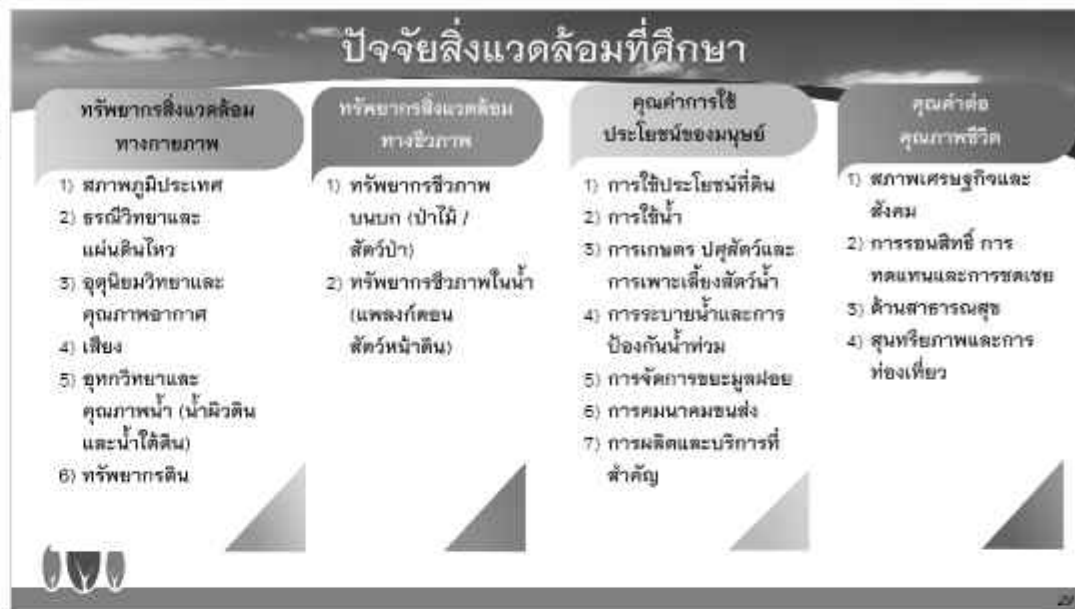 ปัจจัยสิ่งแวดล้อมที่ศึกษา
ทรัพยากรสิ่งแวดล้อม
ทางกายภาพ
1) สภาพภูมิประเทศ
2) ธรณีวิทยาและ
แผ่นดินไหว
3) อุตุนิยมวิทยาและ
คุณภาพอากาศ
4) เสียง
5) อุทกวิทยาและ
คุณภาพน้ำ (น้ำผิวดิน
และน้ำใต้ดิน)
6) ทรัพยากรดิน
ทรัพยากรสิ่งแวดล้อม
ทางชีวภาพ
1) ทรัพยากรชีวภาพ
บนบก (ป่าไม้ /
สัตว์ป่า)
2) ทรัพยากรชีวภาพในน้ำ
(แพลงก์ตอน
สัตว์หน้าดิน)
คุณค่าการใช้
ประโยชน์ของมนุษย์
1) การใช้ประโยชน์ที่ดิน
2) การใช้น้ำ
3) การเกษตร ปศุสัตว์และ
การเพาะเลี้ยงสัตว์น้ำ
4) การระบายน้ำและการ
ป้องกันน้ำท่วม
5) การจัดการขยะมูลฝอย
6) การคมนาคมขนส่ง
7) การผลิตและบริการที่
สำคัญ
คุณค่าต่อ
คุณภาพชีวิต
1) สภาพเศรษฐกิจและ
สังคม
2) การรอนสิทธิ์ การ
ทดแทนและการชดเชย
3) ด้านสาธารณสุข
4) สุนทรียภาพและการ
ท่องเที่ยว